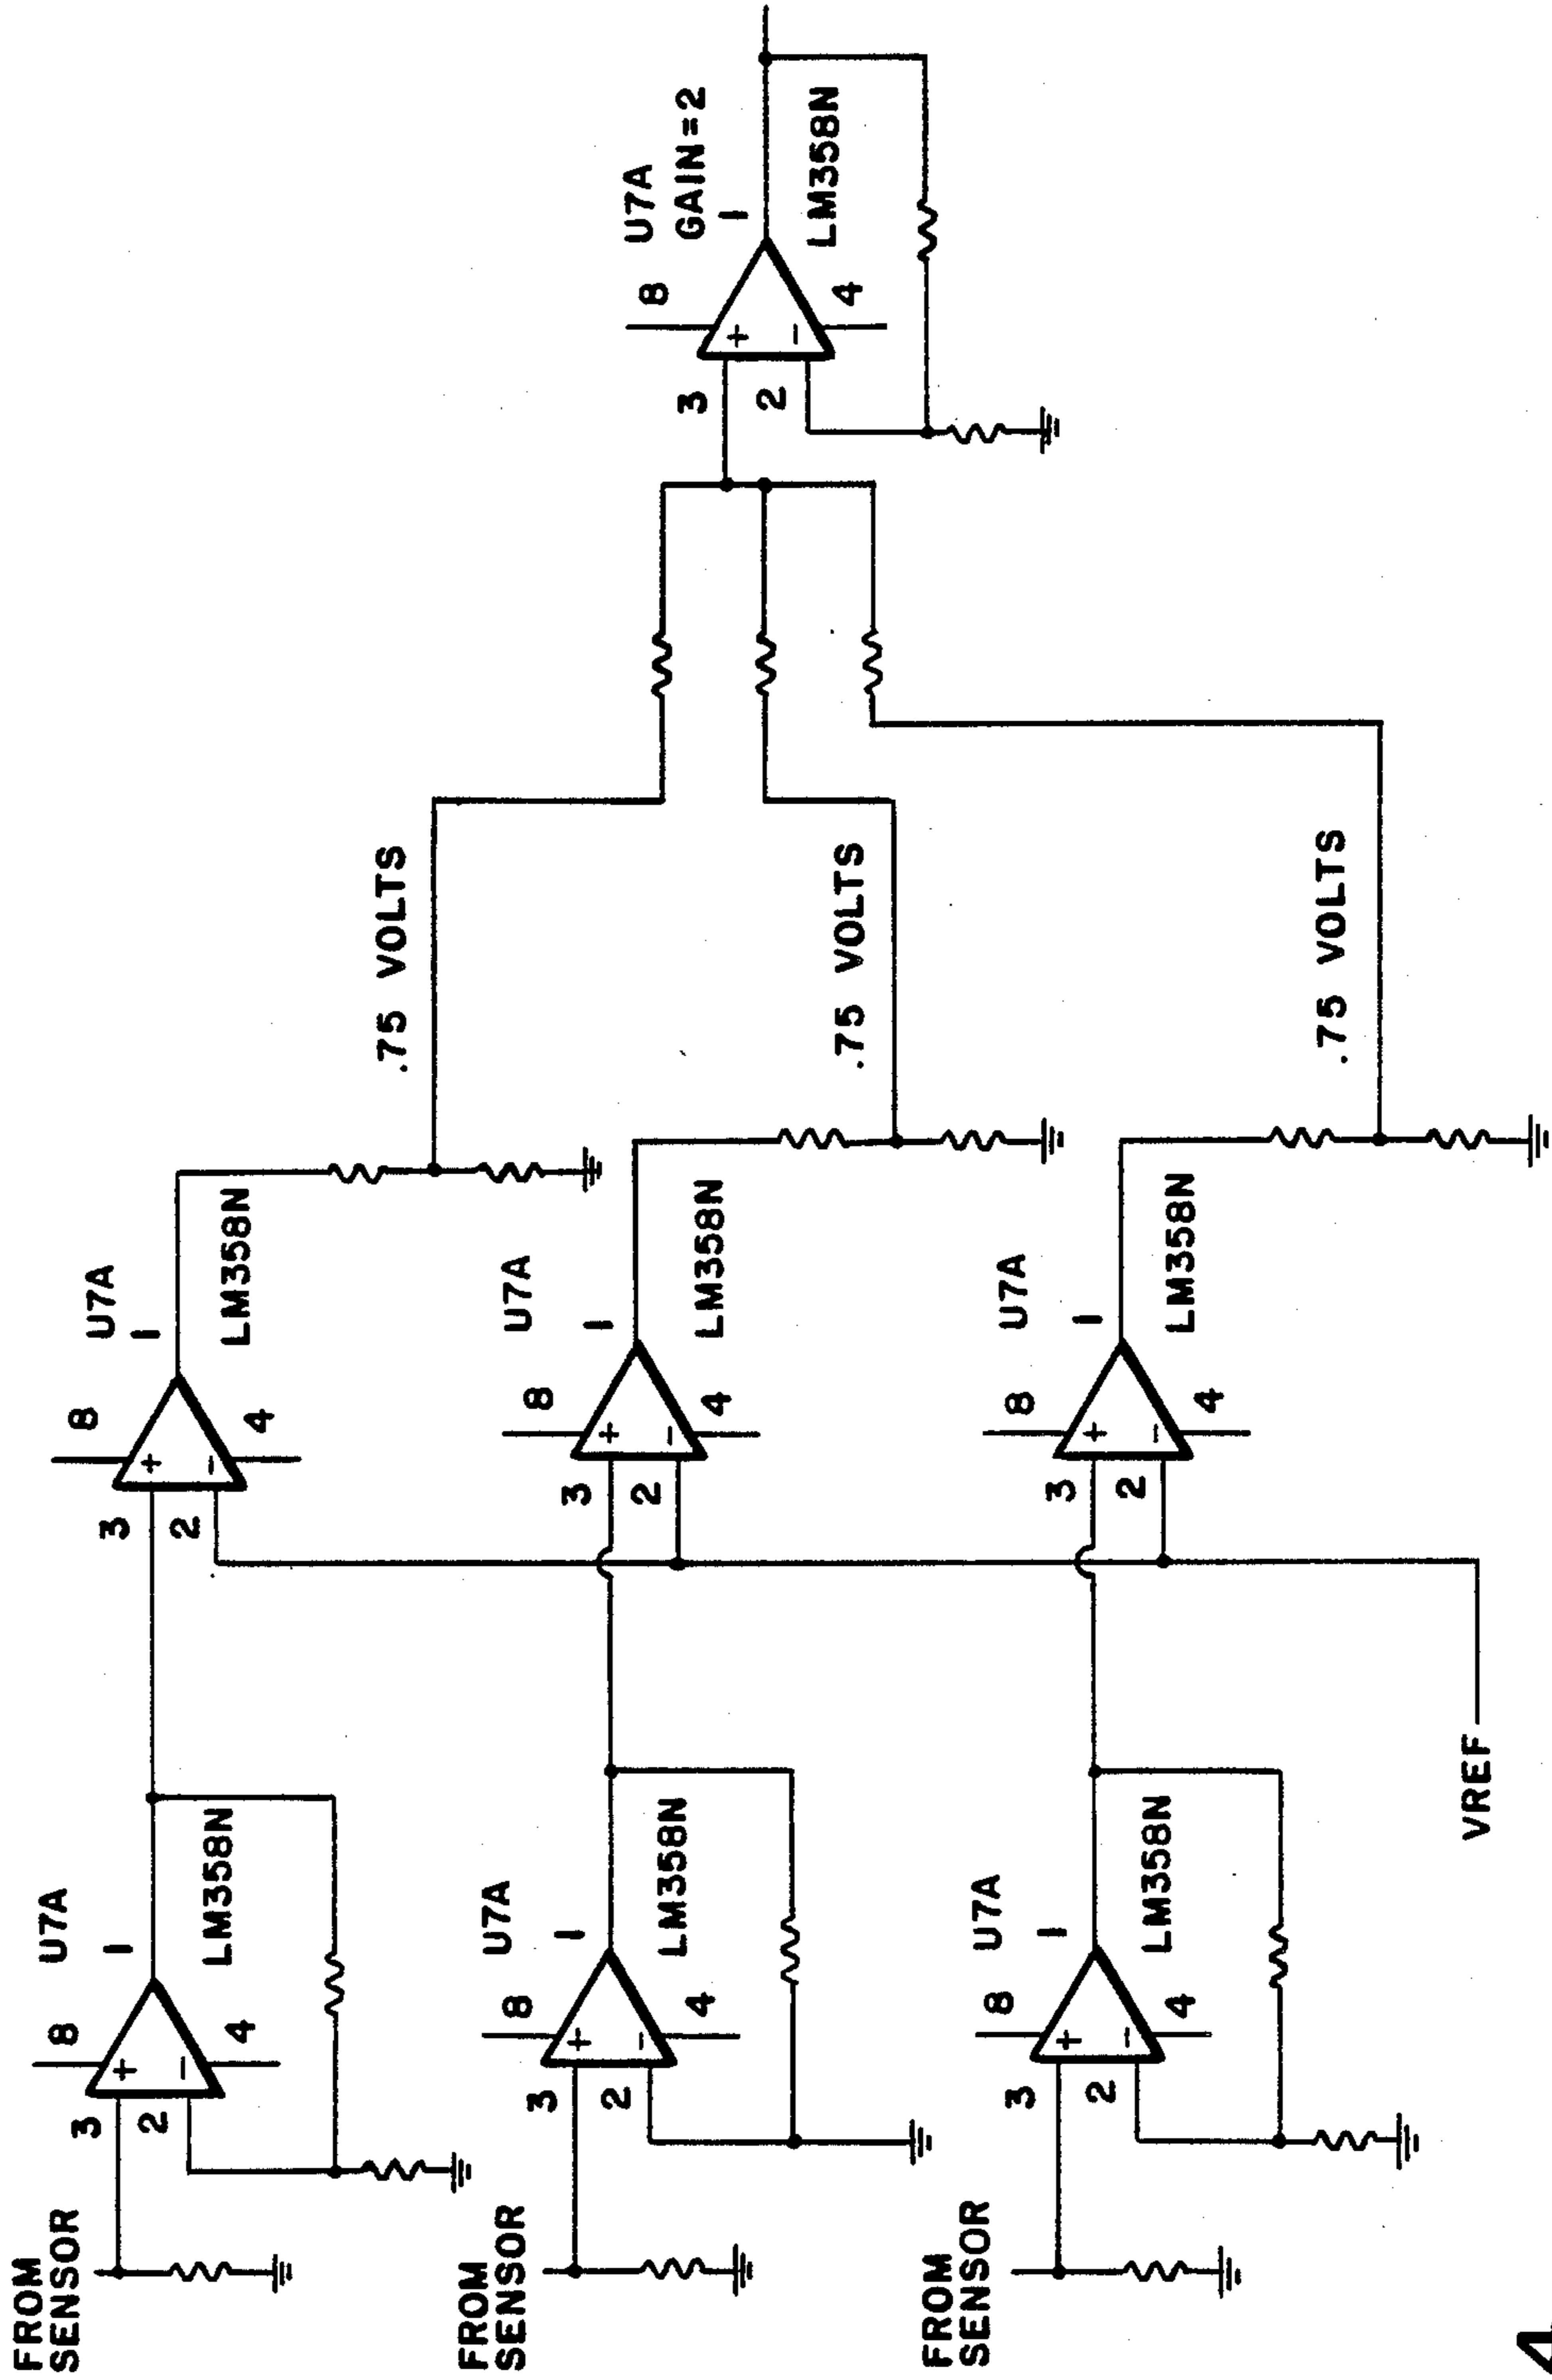 FROM
SENSOR
3
2
8
4
U7A
1
LM358N
3
2
8
4
U7A
1
LM358N
.75 VOLTS
FROM
SENSOR
3
2
8
4
U7A
1
LM358N
3
2
8
4
U7A
1
LM358N
.75 VOLTS
FROM
SENSOR
3
2
8
4
U7A
1
LM358N
3
2
8
4
U7A
1
LM358N
.75 VOLTS
VREF
3
2
8
4
U7A
GAIN=2
1
LM358N
+
-
+
-
+
-
+
-
+
-
+
-
+
-
4